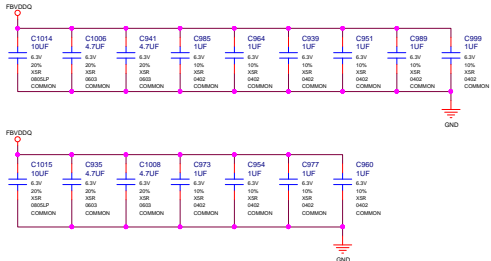 FBVDDQ
C1014 C1006 C941 C985 C964 C939 C951 C989 C999
10UF 4.7UF 4.7UF 1UF 1UF 1UF 1UF 1UF 1UF
6.3V 6.3V 6.3V 6.3V 6.3V 6.3V 6.3V 6.3V 6.3V
20% 20% 20% 10% 10% 10% 10% 10% 10%
X5R X5R X5R X5R X5R X5R X5R X5R X5R
0805LP 0603 0603 0402 0402 0402 0402 0402 0402
COMMON COMMON COMMON COMMON COMMON COMMON COMMON COMMON COMMON
GND
FBVDDQ
C1015 C935 C1008 C973 C954 C977 C960
10UF 4.7UF 4.7UF 1UF 1UF 1UF 1UF
6.3V 6.3V 6.3V 6.3V 6.3V 6.3V 6.3V
20% 20% 20% 10% 10% 10% 10%
X5R X5R X5R X5R X5R X5R X5R
0805LP 0603 0603 0402 0402 0402 0402
COMMON COMMON COMMON COMMON COMMON COMMON COMMON
GND